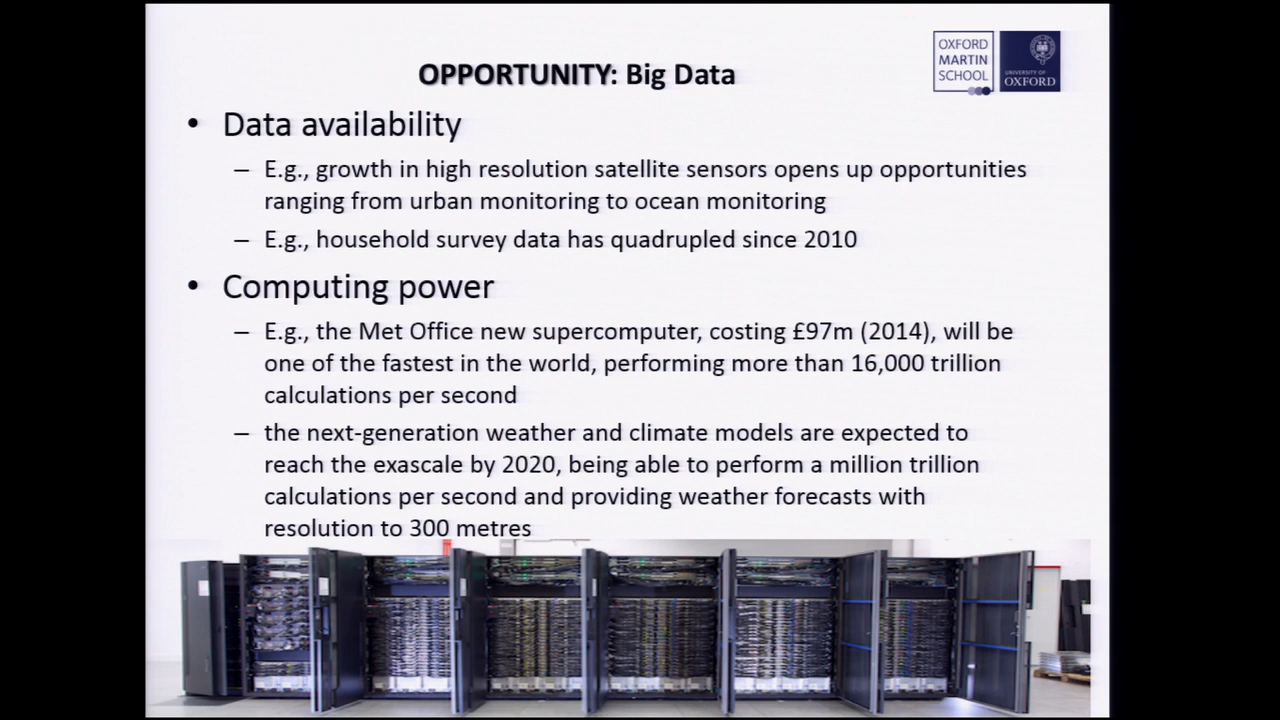 OPPORTUNITY: Big Data
OXFORD
MARTIN
SCHOOL
UNIVERSITY OF
OXFORD
• Data availability
– E.g., growth in high resolution satellite sensors opens up opportunities
ranging from urban monitoring to ocean monitoring
– E.g., household survey data has quadrupled since 2010
• Computing power
– E.g., the Met Office new supercomputer, costing £97m (2014), will be
one of the fastest in the world, performing more than 16,000 trillion
calculations per second
– the next-generation weather and climate models are expected to
reach the exascale by 2020, being able to perform a million trillion
calculations per second and providing weather forecasts with
resolution to 300 metres